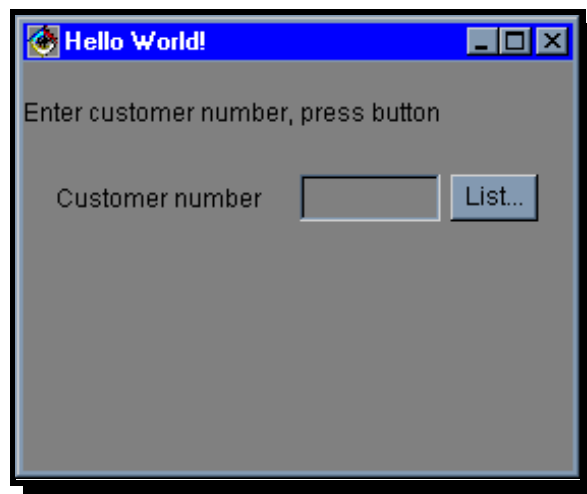 Hello World!
Enter customer number, press button
Customer number List...